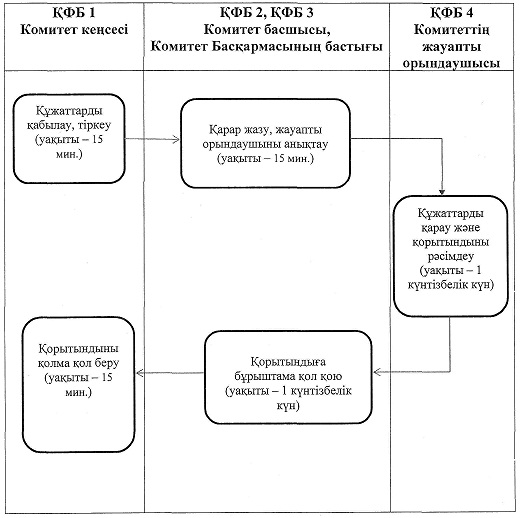 ҚФБ 1
Комитет кеңсесі
ҚФБ 2, ҚФБ 3
Комитет басшысы,
Комитет Басқармасының бастығы
ҚФБ 4
Комитеттің
жауапты
орындаушысы
Құжаттарды
қабылау, тіркеу
(уақыты – 15
мин.)
Қарар жазу, жауапты
орындаушыны анықтау
(уақыты – 15 мин.)
Құжаттарды
қарау және
қорытындыны
рәсімдеу
(уақыты – 1
күнтізбелік күн)
Қорытындыны
қолма қол беру
(уақыты – 15
мин.)
Қорытындыға
бұрыштама қол қою
(уақыты – 1 күнтізбелік
күн)